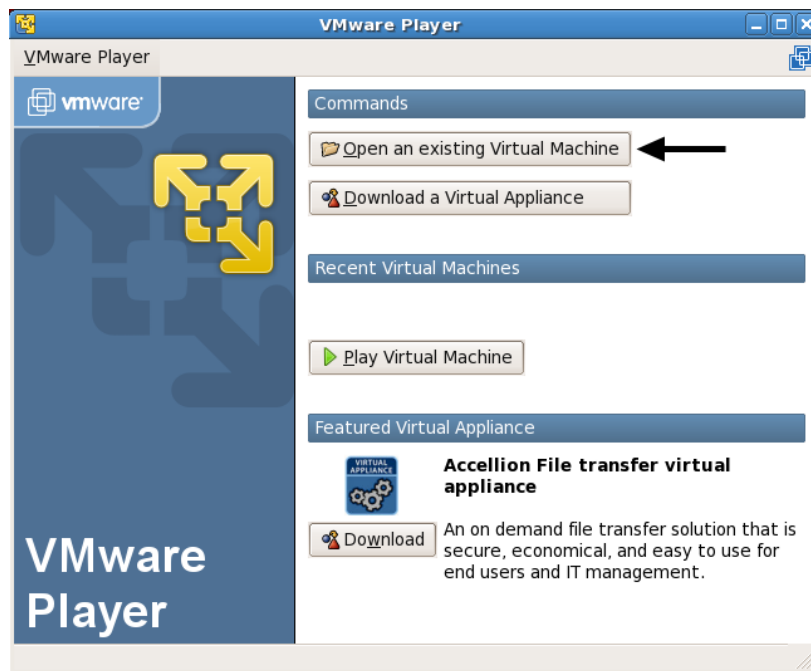 VMware Player
VMware Player
vmware
Commands
Open an existing Virtual Machine
Download a Virtual Appliance
Recent Virtual Machines
Play Virtual Machine
Featured Virtual Appliance
VIRTUAL
APPLIANCE
Accellion File transfer virtual
appliance
Download
An on demand file transfer solution that is
secure, economical, and easy to use for
end users and IT management.
VMware
Player